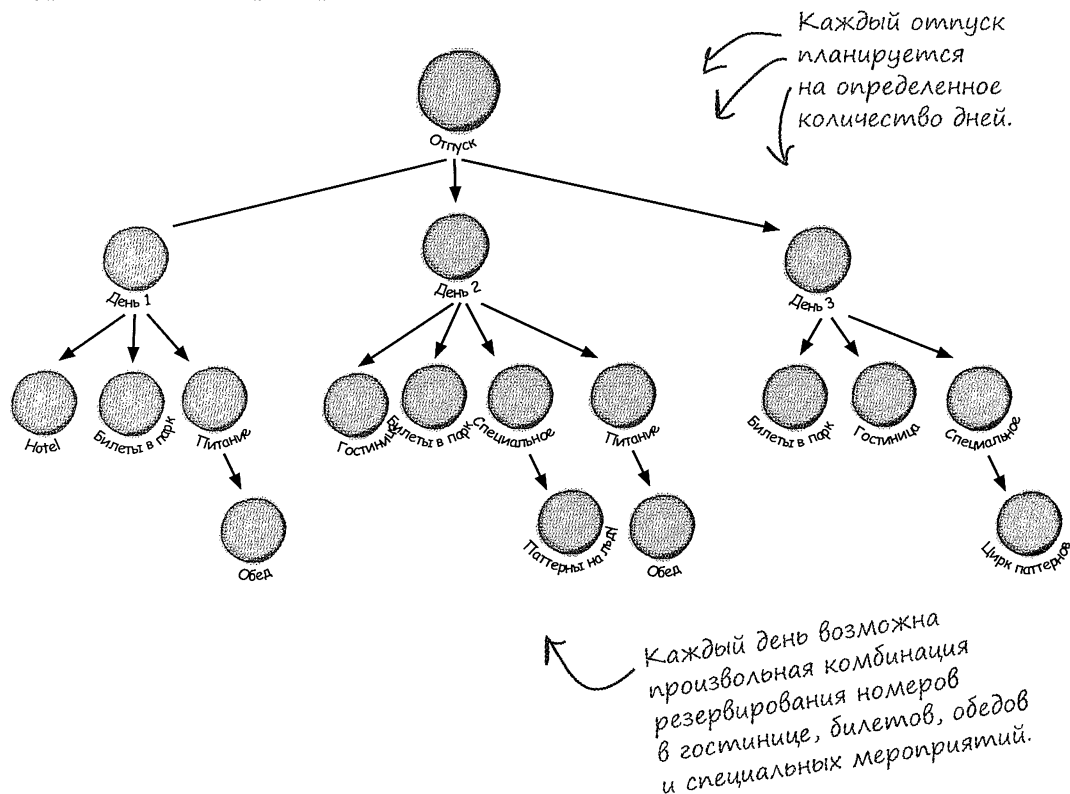 Каждый отпуск
планируется
на определенное
количество дней.
Отпуск
День 1
День 2
День 3
Hotel
Билеты в парк
Питание
Гостиница
Билеты в парк
Специальное
Питание
Билеты в парк
Гостиница
Специальное
Обед
Паттерны на льду
Обед
Цирк паттернов
Каждый день возможна
произвольная комбинация
резервирования номеров
в гостинице, билетов, обедов
и специальных мероприятий.